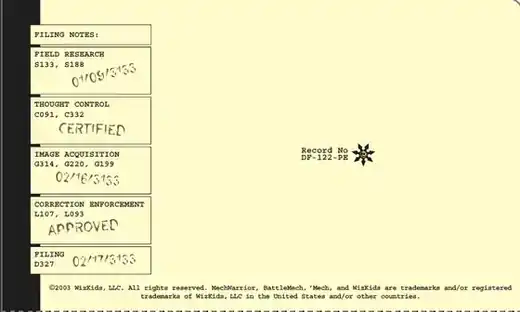 FILING NOTES:
FIELD RESEARCH
S133, S188
01/09/3133
THOUGHT CONTROL
C091, C332
CERTIFIED
IMAGE ACQUISITION
G314, G220, G199
02/16/3133
CORRECTION ENFORCEMENT
L107, L093
APPROVED
FILING
D327
02/17/3133
Record No
DF-122-PE
©2003 WizKids, LLC. All rights reserved. MechWarrior, BattleMech, 'Mech, and WizKids are trademarks and/or registered
trademarks of WizKids, LLC in the United States and/or other countries.